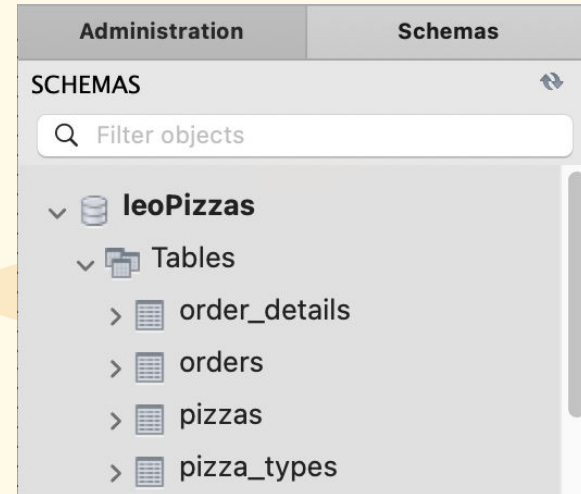 Administration Schemas
SCHEMAS
Filter objects
leoPizzas
Tables
order_details
orders
pizzas
pizza_types